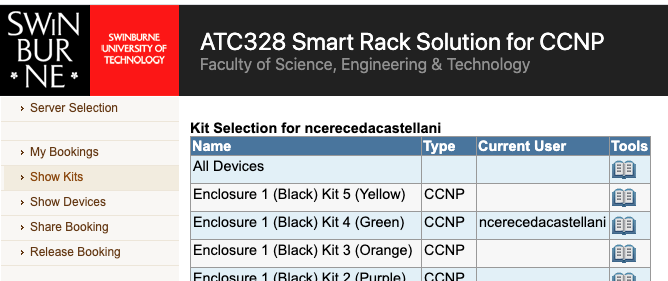 SWIN
BUR
NE
SWINBURNE
UNIVERSITY OF
TECHNOLOGY
ATC328 Smart Rack Solution for CCNP
Faculty of Science, Engineering & Technology
Server Selection
My Bookings
Show Kits
Show Devices
Share Booking
Release Booking
Kit Selection for ncerecedacastellani
Name Type Current User Tools
All Devices
Enclosure 1 (Black) Kit 5 (Yellow) CCNP
Enclosure 1 (Black) Kit 4 (Green) CCNP ncerecedacastellani
Enclosure 1 (Black) Kit 3 (Orange) CCNP
Enclosure 1 (Black) Kit 2 (Purple) CCNP